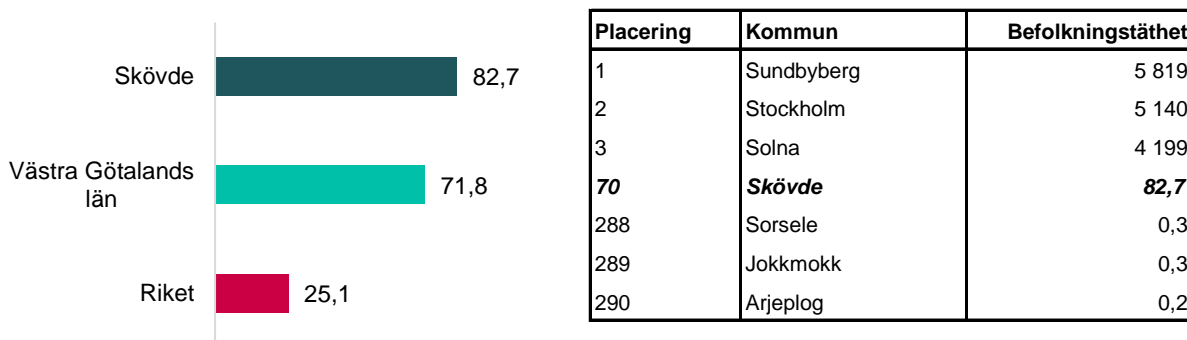 Skövde 82,7
Västra Götalands
län 71,8
Riket 25,1
Placering Kommun Befolkningstäthet
1 Sundbyberg 5 819
2 Stockholm 5 140
3 Solna 4 199
70 Skövde 82,7
288 Sorsele 0,3
289 Jokkmokk 0,3
290 Arjeplog 0,2